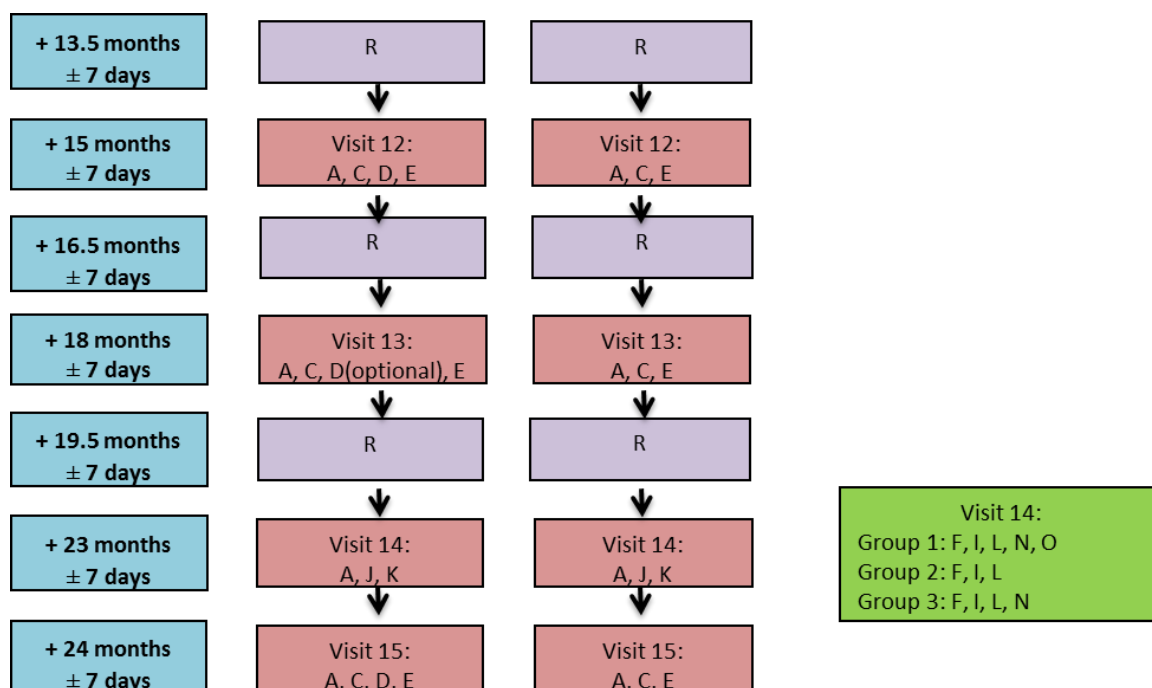 + 13.5 months
± 7 days
R
R
+ 15 months
± 7 days
Visit 12:
A, C, D, E
Visit 12:
A, C, E
+ 16.5 months
± 7 days
R
R
+ 18 months
± 7 days
Visit 13:
A, C, D(optional), E
Visit 13:
A, C, E
+ 19.5 months
± 7 days
R
R
+ 23 months
± 7 days
Visit 14:
A, J, K
Visit 14:
A, J, K
Visit 14:
Group 1: F, I, L, N, O
Group 2: F, I, L
Group 3: F, I, L, N
+ 24 months
± 7 days
Visit 15:
A, C, D, E
Visit 15:
A, C, E